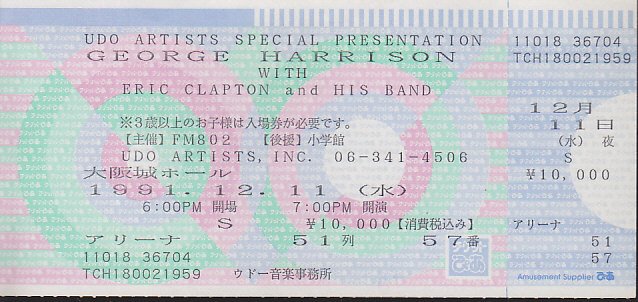 UDO ARTISTS SPECIAL PRESENTATION
GEORGE HARRISON
WITH
ERIC CLAPTON and HIS BAND
※3歳以上のお子様は入場券が必要です。
【主催】FM802 【後援】小学館
UDO ARTISTS, INC. 06-341-4506
大阪城ホール
1991.12.11(水)
6:00PM 開場 7:00PM 開演
S ¥10,000【消費税込み】
アリーナ 51列 57番
11018 36704
TCH180021959 ウドー音楽事務所
ぴあ
11018 36704
TCH180021959
12月
11日
(水) 夜
S
¥10,000
アリーナ
51
57
Amusement Supplier ぴあ